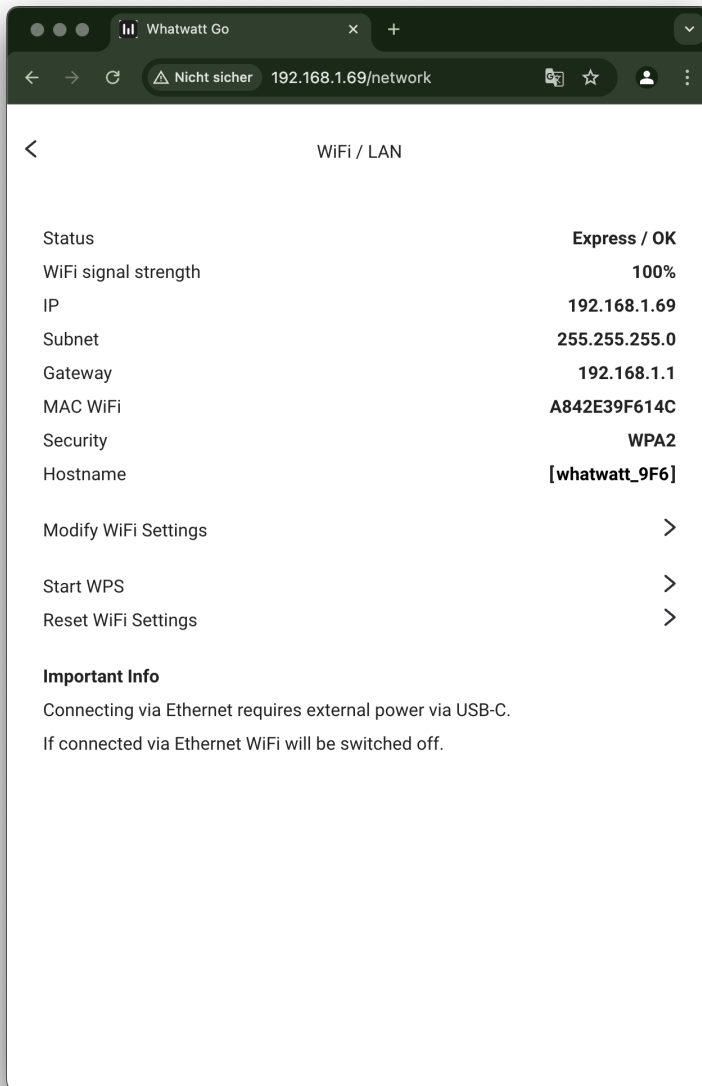 Whatwatt Go
Nicht sicher 192.168.1.69/network
WiFi / LAN
Status Express / OK
WiFi signal strength 100%
IP 192.168.1.69
Subnet 255.255.255.0
Gateway 192.168.1.1
MAC WiFi A842E39F614C
Security WPA2
Hostname [whatwatt_9F6]
Modify WiFi Settings
Start WPS
Reset WiFi Settings
Important Info
Connecting via Ethernet requires external power via USB-C.
If connected via Ethernet WiFi will be switched off.